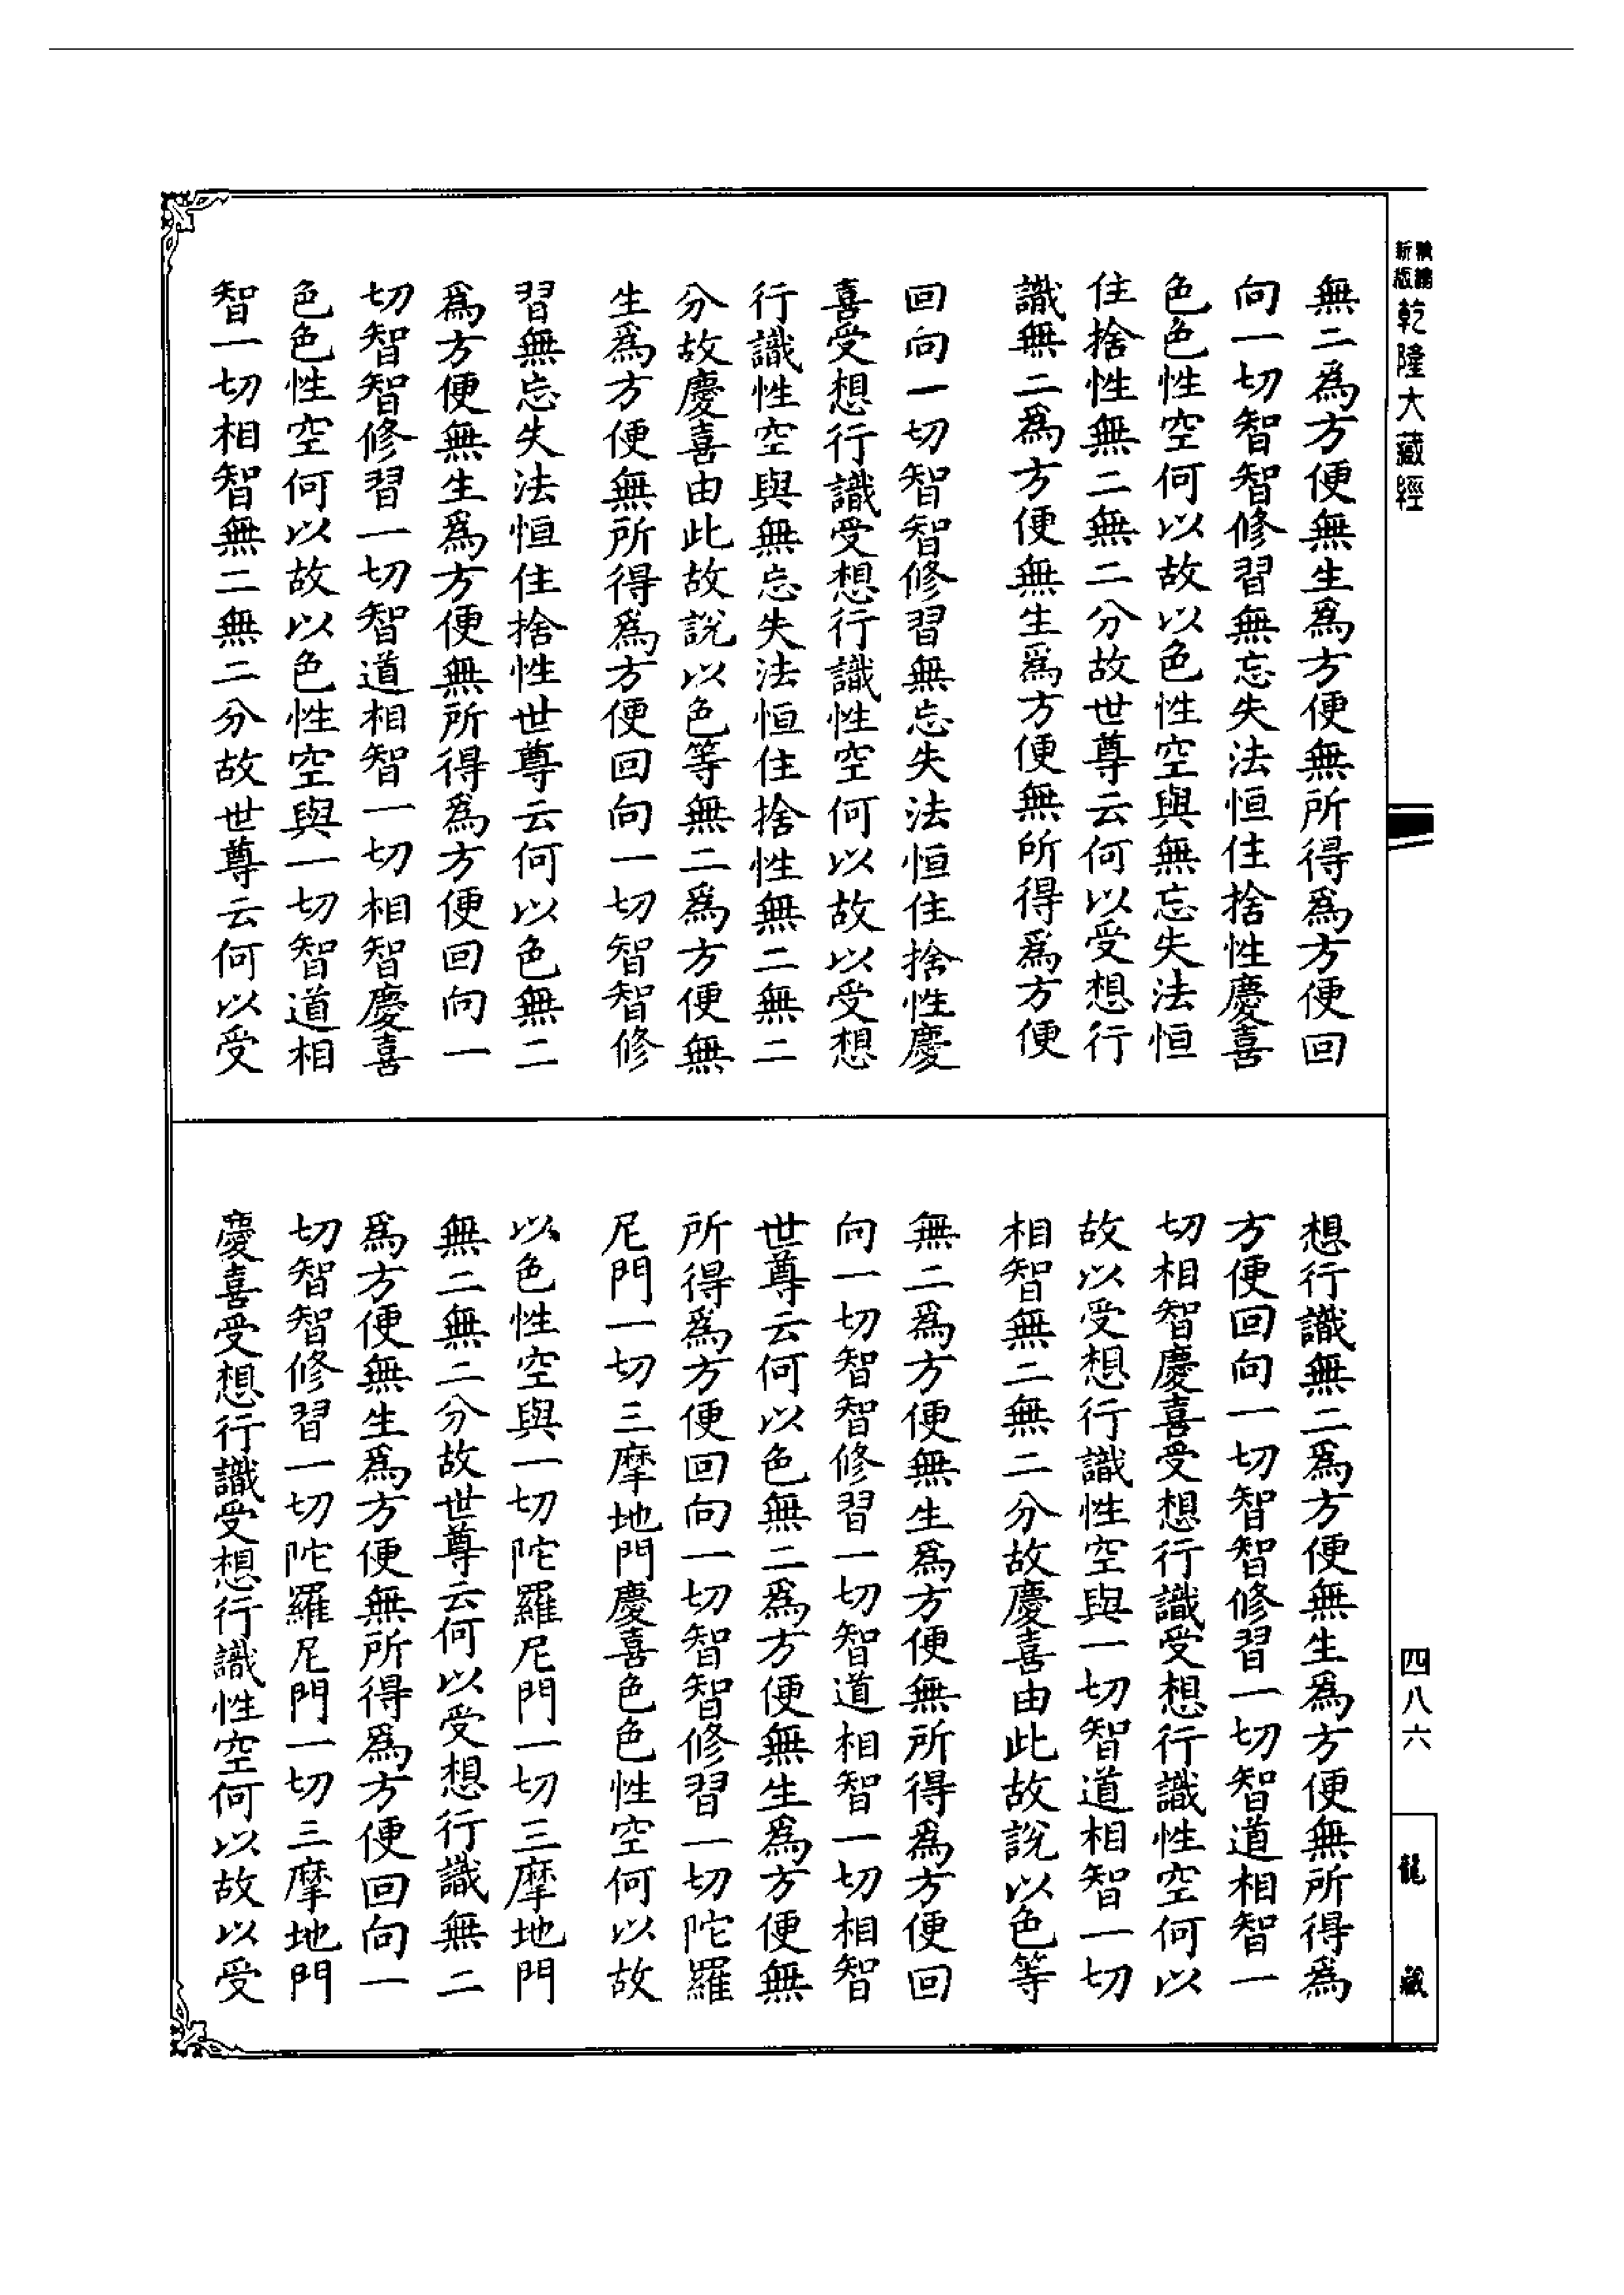 精編
新版
乾隆大藏經
無二爲方便無生爲方便無所得爲方便回
向一切智智修習無忘失法恒住捨性慶喜
色色性空何以故以色性空與無忘失法恒
住捨性無二無二分故世尊云何以受想行
識無二爲方便無生爲方便無所得爲方便
回向一切智智修習無忘失法恒住捨性慶
喜受想行識受想行識性空何以故以受想
行識性空與無忘失法恒住捨性無二無二
分故慶喜由此故說以色等無二爲方便無
生爲方便無所得爲方便回向一切智智修
習無忘失法恒住捨性世尊云何以色無二
爲方便無生爲方便無所得爲方便回向一
切智智修習一切智道相智一切相智慶喜
色色性空何以故以色性空與一切智道相
智一切相智無二無二分故世尊云何以受
想行識無二爲方便無生爲方便無所得爲
方便回向一切智智修習一切智道相智一
切相智慶喜受想行識受想行識性空何以
故以受想行識性空與一切智道相智一切
相智無二無二分故慶喜由此故說以色等
無二爲方便無生爲方便無所得爲方便回
向一切智智修習一切智道相智一切相智
世尊云何以色無二爲方便無生爲方便無
所得爲方便回向一切智智修習一切陀羅
尼門一切三摩地門慶喜色色性空何以故
以色性空與一切陀羅尼門一切三摩地門
無二無二分故世尊云何以受想行識無二
爲方便無生爲方便無所得爲方便回向一
切智智修習一切陀羅尼門一切三摩地門
慶喜受想行識受想行識性空何以故以受
四八六
龍藏